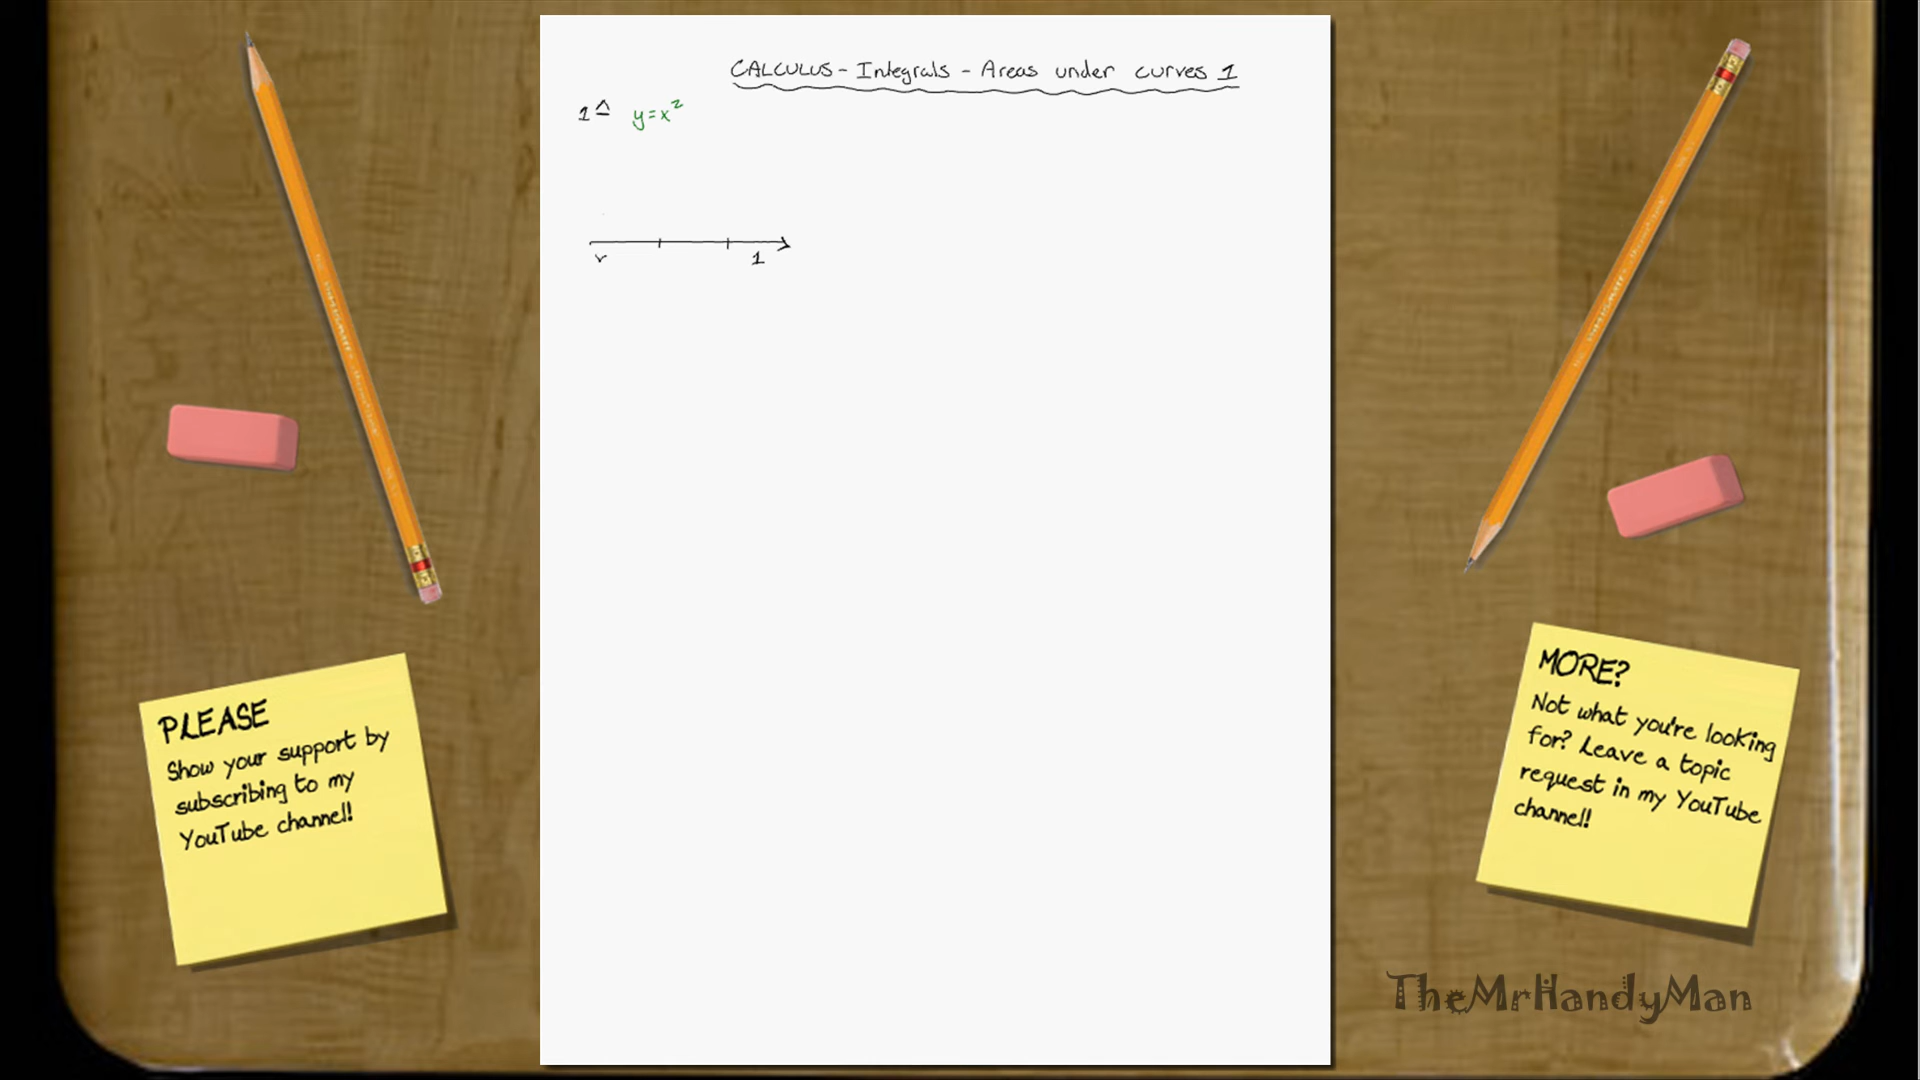 CALCULUS - Integrals - Areas under curves 1
1 y=x²
1
PLEASE
Show your support by
subscribing to my
YouTube channel!
MORE?
Not what you're looking
for? Leave a topic
request in my YouTube
channel!
TheMrHandyMan